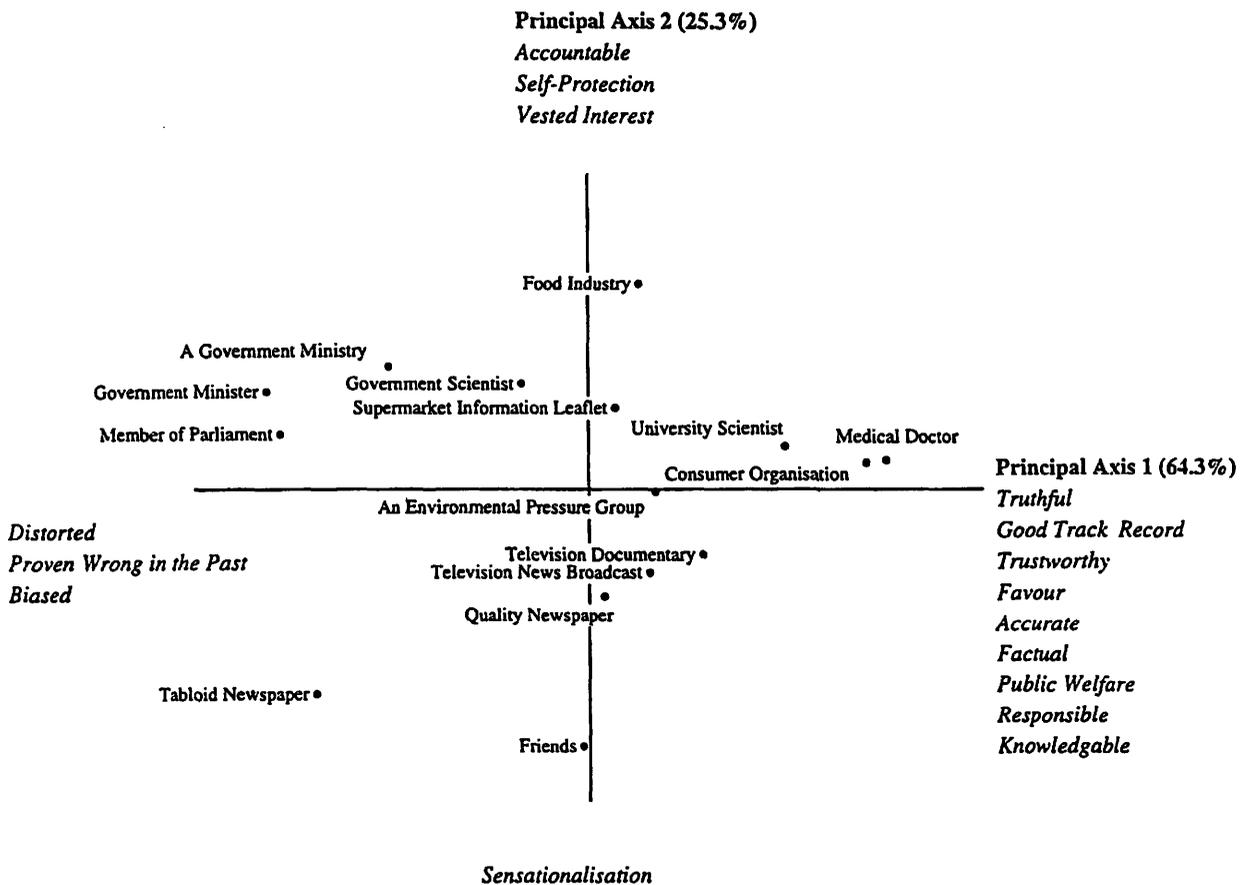 Principal Axis 2 (25.3%)
Accountable
Self-Protection
Vested Interest
Food Industry
A Government Ministry
Government Minister
Government Scientist
Supermarket Information Leaflet
Member of Parliament
University Scientist
Medical Doctor
Consumer Organisation
Principal Axis 1 (64.3%)
Truthful
Good Track Record
Trustworthy
Favour
Accurate
Factual
Public Welfare
Responsible
Knowledgable
An Environmental Pressure Group
Distorted
Proven Wrong in the Past
Biased
Television Documentary
Television News Broadcast
Quality Newspaper
Tabloid Newspaper
Friends
Sensationalisation